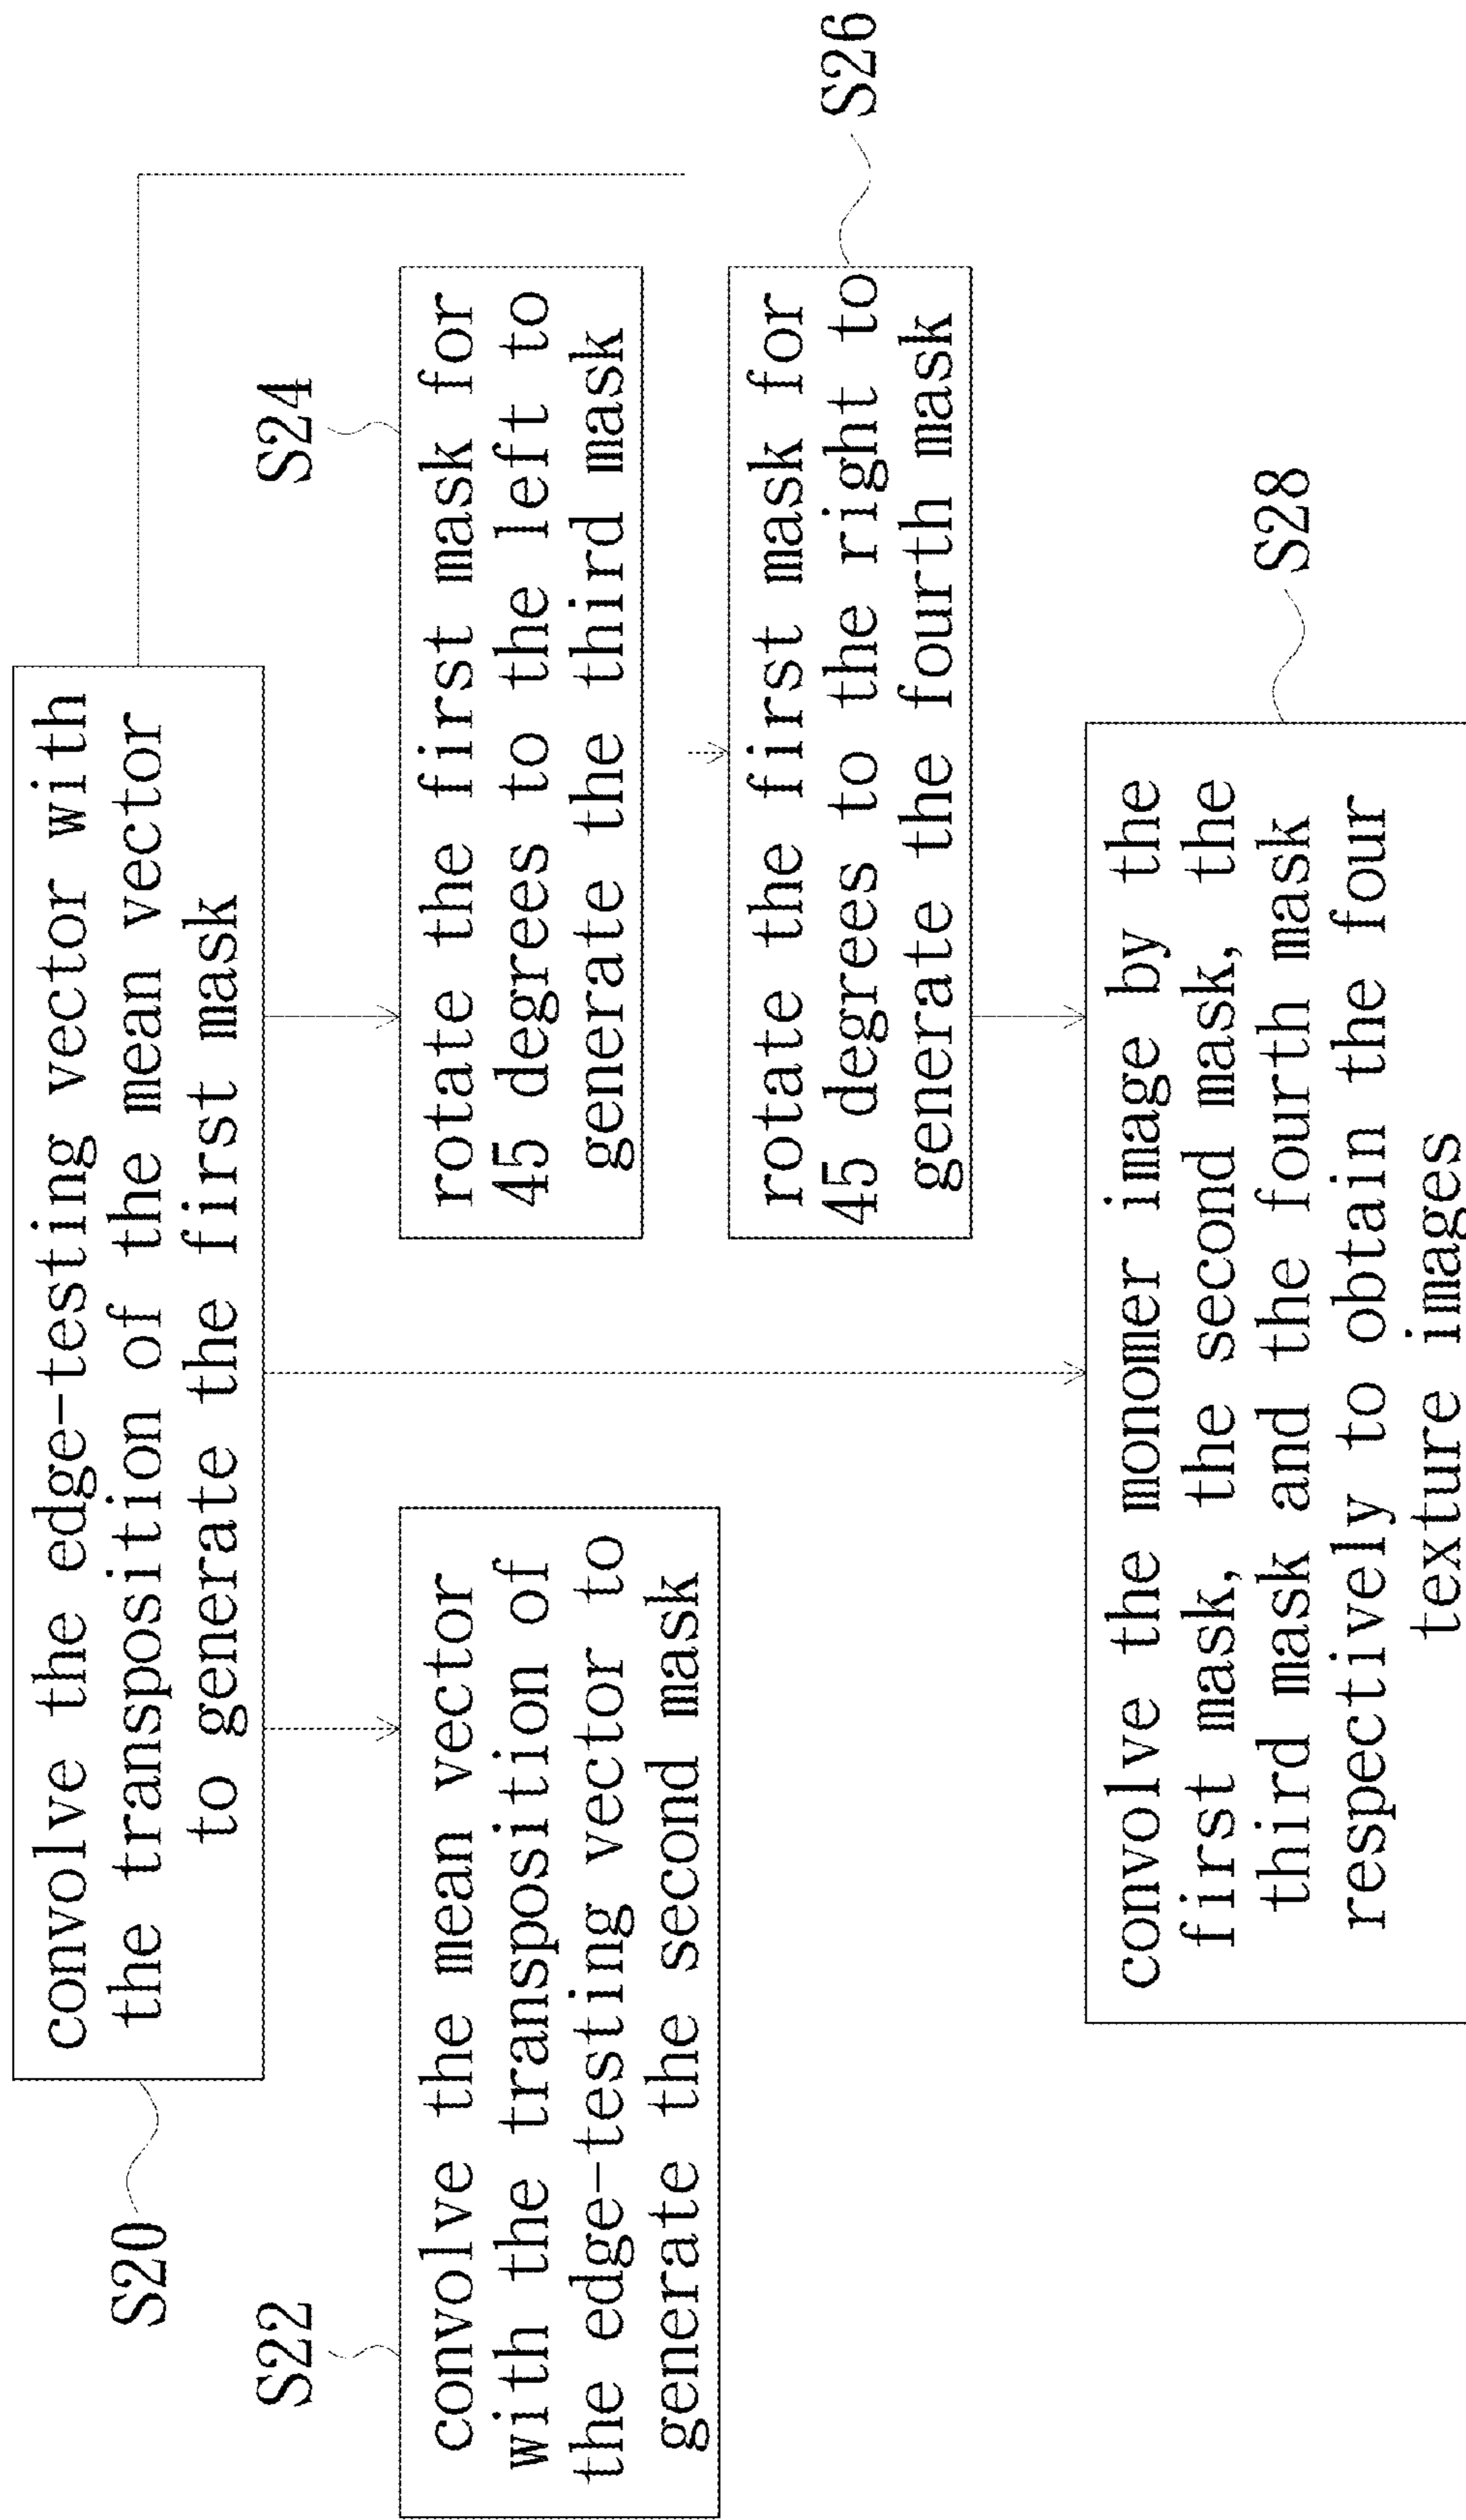 S20
convolve the edge-testing vector with
the transposition of the mean vector
to generate the first mask
S22
convolve the mean vector
with the transposition of
the edge-testing vector to
generate the second mask
S24
rotate the first mask for
45 degrees to the left to
generate the third mask
rotate the first mask for
45 degrees to the right to
generate the fourth mask
S26
convolve the monomer image by the
first mask, the second mask, the
third mask and the fourth mask
respectively to obtain the four
texture images
S28